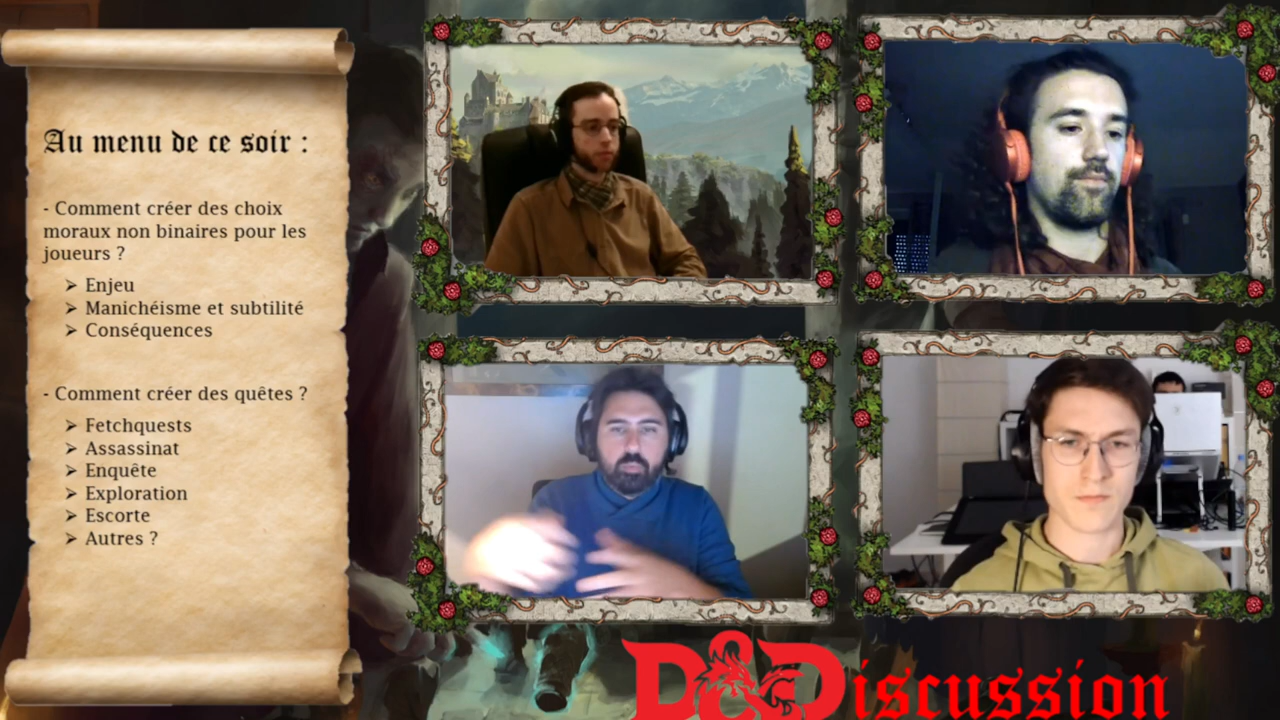 Au menu de ce soir :
- Comment créer des choix
moraux non binaires pour les
joueurs ?
➢ Enjeu
➢ Manichéisme et subtilité
➢ Conséquences
- Comment créer des quêtes ?
➢ Fetchquests
➢ Assassinat
➢ Enquête
➢ Exploration
➢ Escorte
➢ Autres ?
D&Discussion